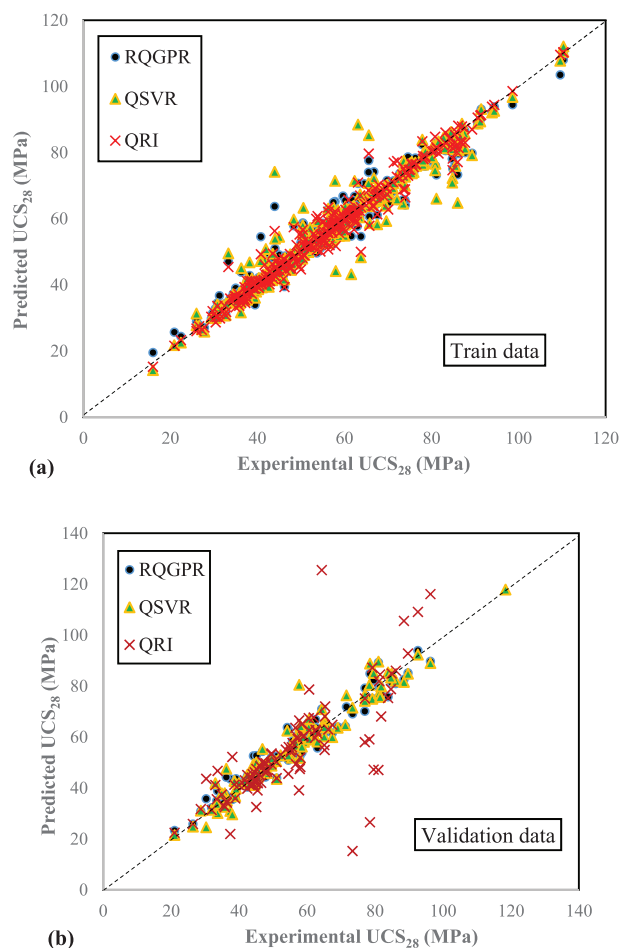 120
100
80
60
40
20
0
Predicted UCS28 (MPa)
RQGPR
QSVR
QRI
Train data
0 20 40 60 80 100 120
Experimental UCS28 (MPa)
(a)
140
120
100
80
60
40
20
0
Predicted UCS28 (MPa)
RQGPR
QSVR
QRI
Validation data
0 20 40 60 80 100 120 140
Experimental UCS28 (MPa)
(b)